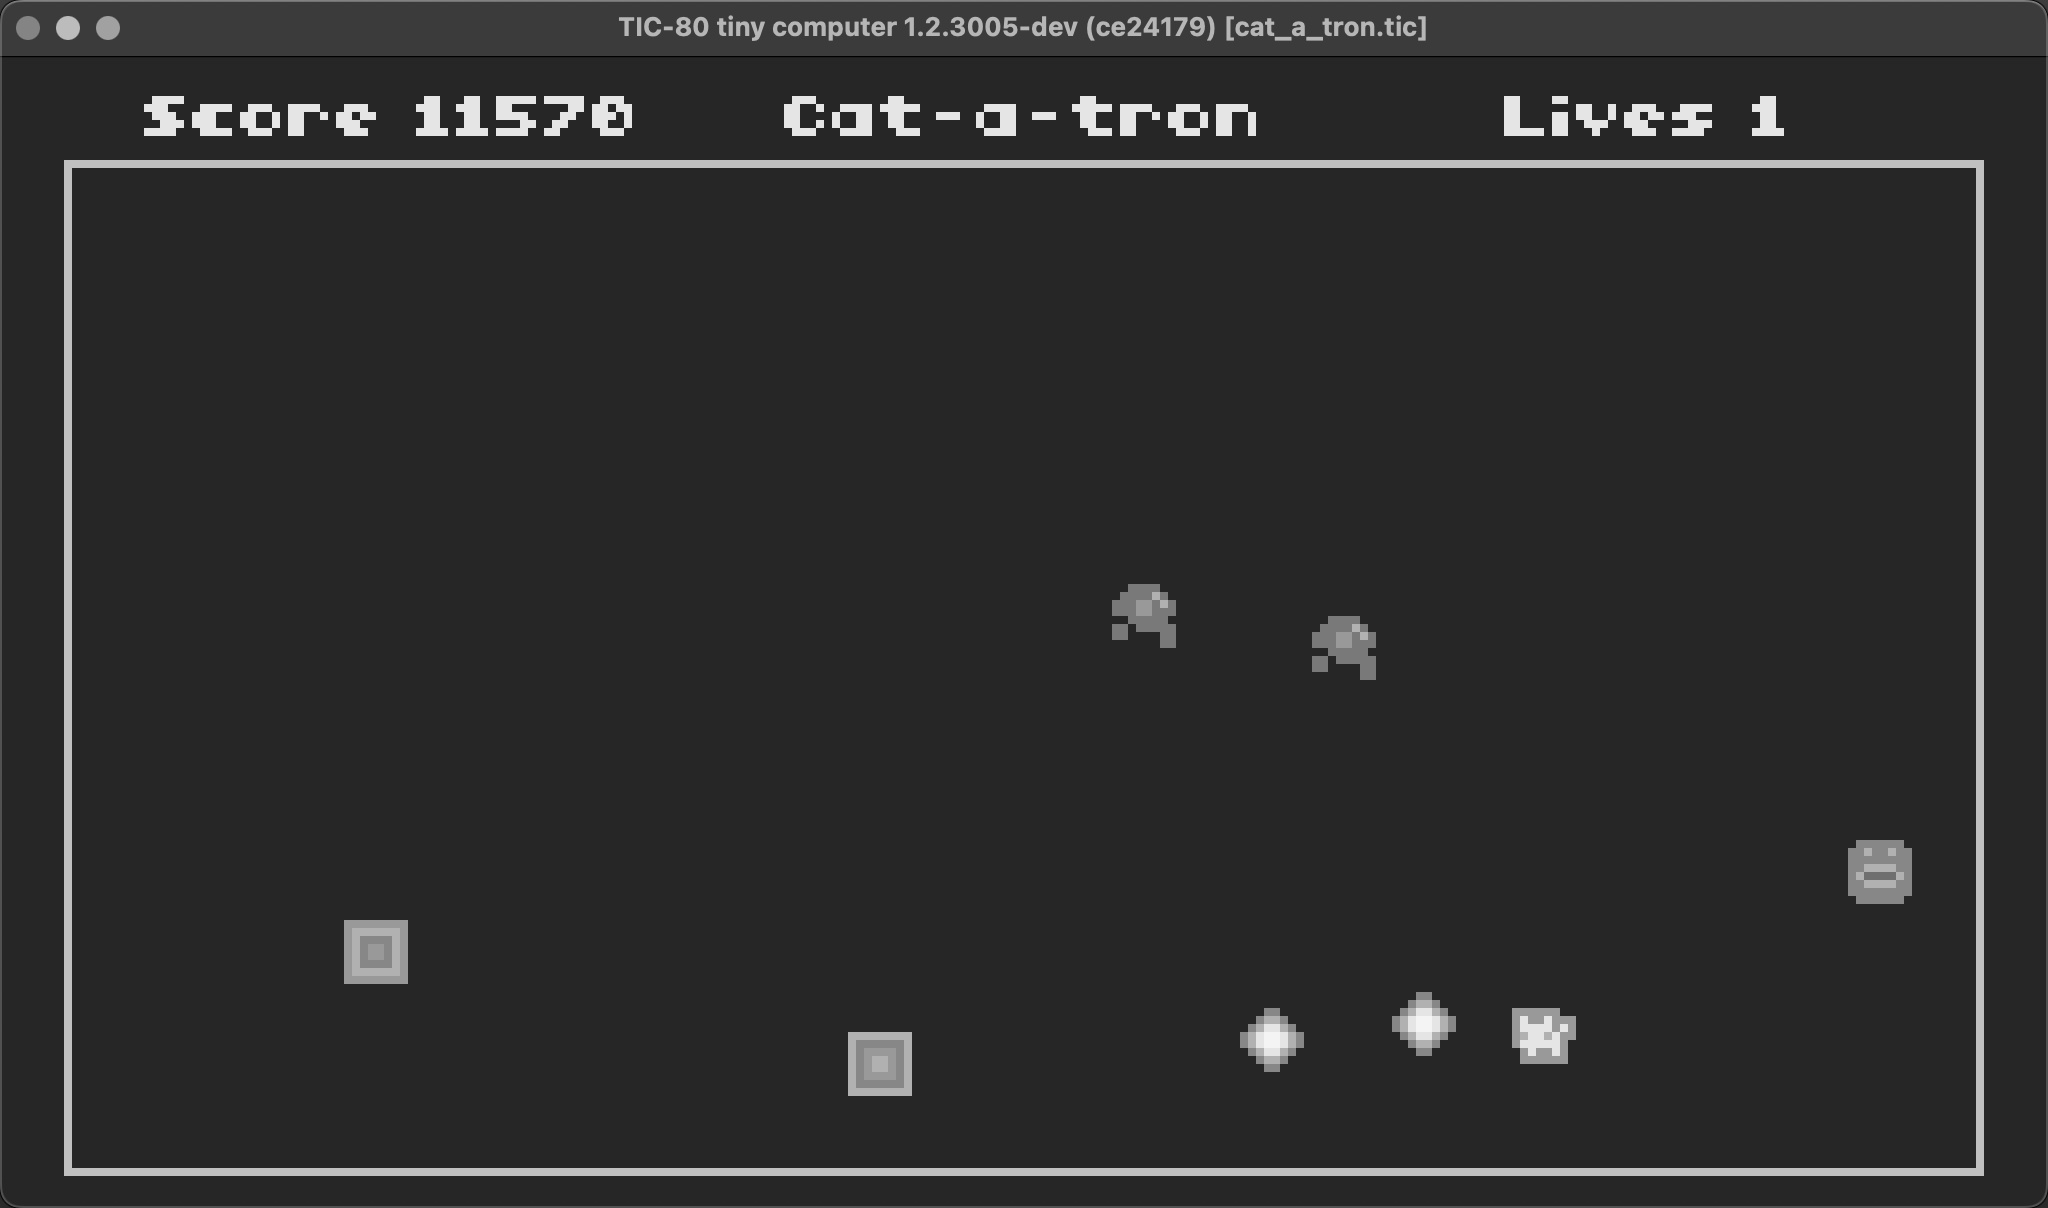 TIC-80 tiny computer 1.2.3005-dev (ce24179) [cat_a_tron.tic]
Score 11570 Cat-a-tron Lives 1